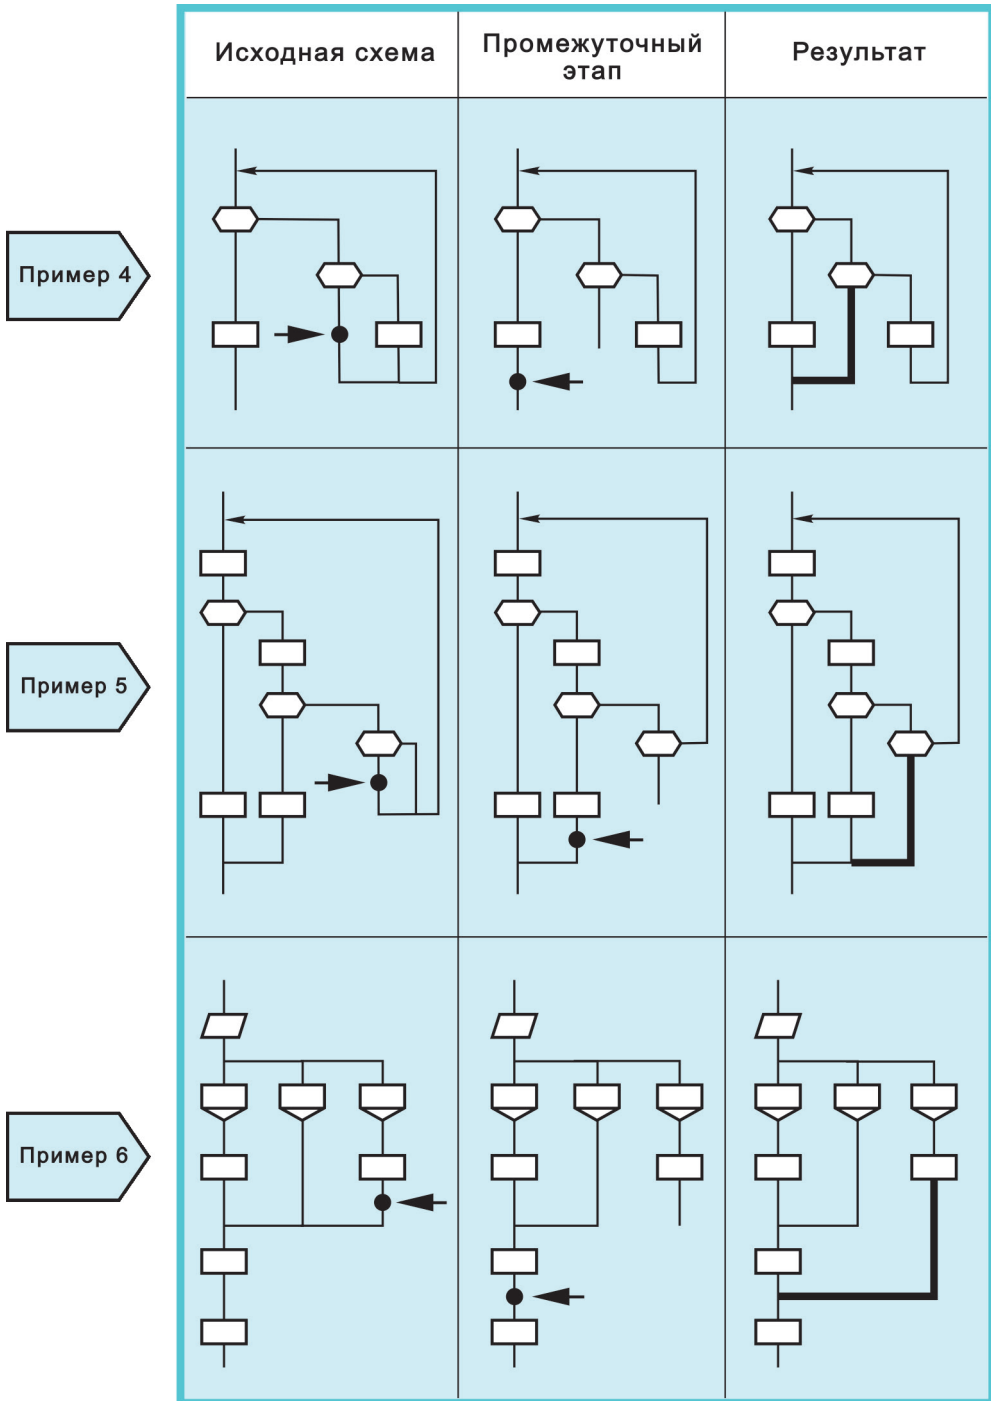 Исходная схема
Промежуточный
этап
Результат
Пример 4
Пример 5
Пример 6